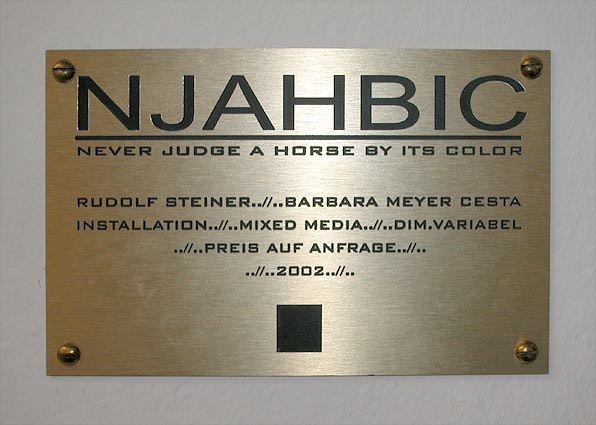 NJAHBIC
NEVER JUDGE A HORSE BY ITS COLOR
RUDOLF STEINER..//..BARBARA MEYER CESTA
INSTALLATION..//..MIXED MEDIA..//..DIM.VARIABEL
..//..PREIS AUF ANFRAGE..//..
..//..2002..//..